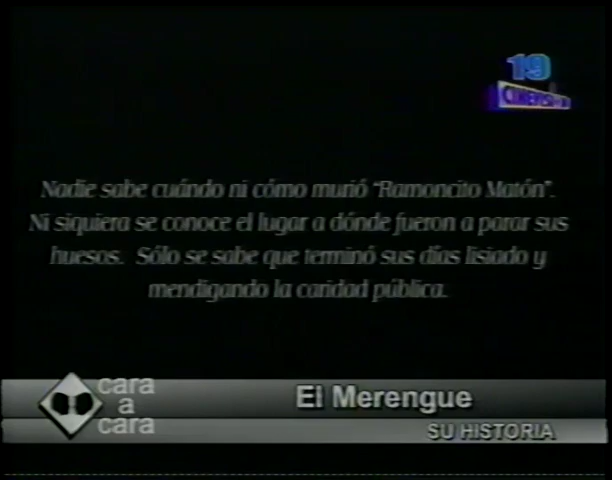 19
CINEVISIÓN
Nadie sabe cuándo ni cómo murió "Ramoncito Matón".
Ni siquiera se conoce el lugar a dónde fueron a parar sus
huesos. Sólo se sabe que terminó sus días lisiado y
mendigando la caridad pública.
cara
a
cara
El Merengue
SU HISTORIA